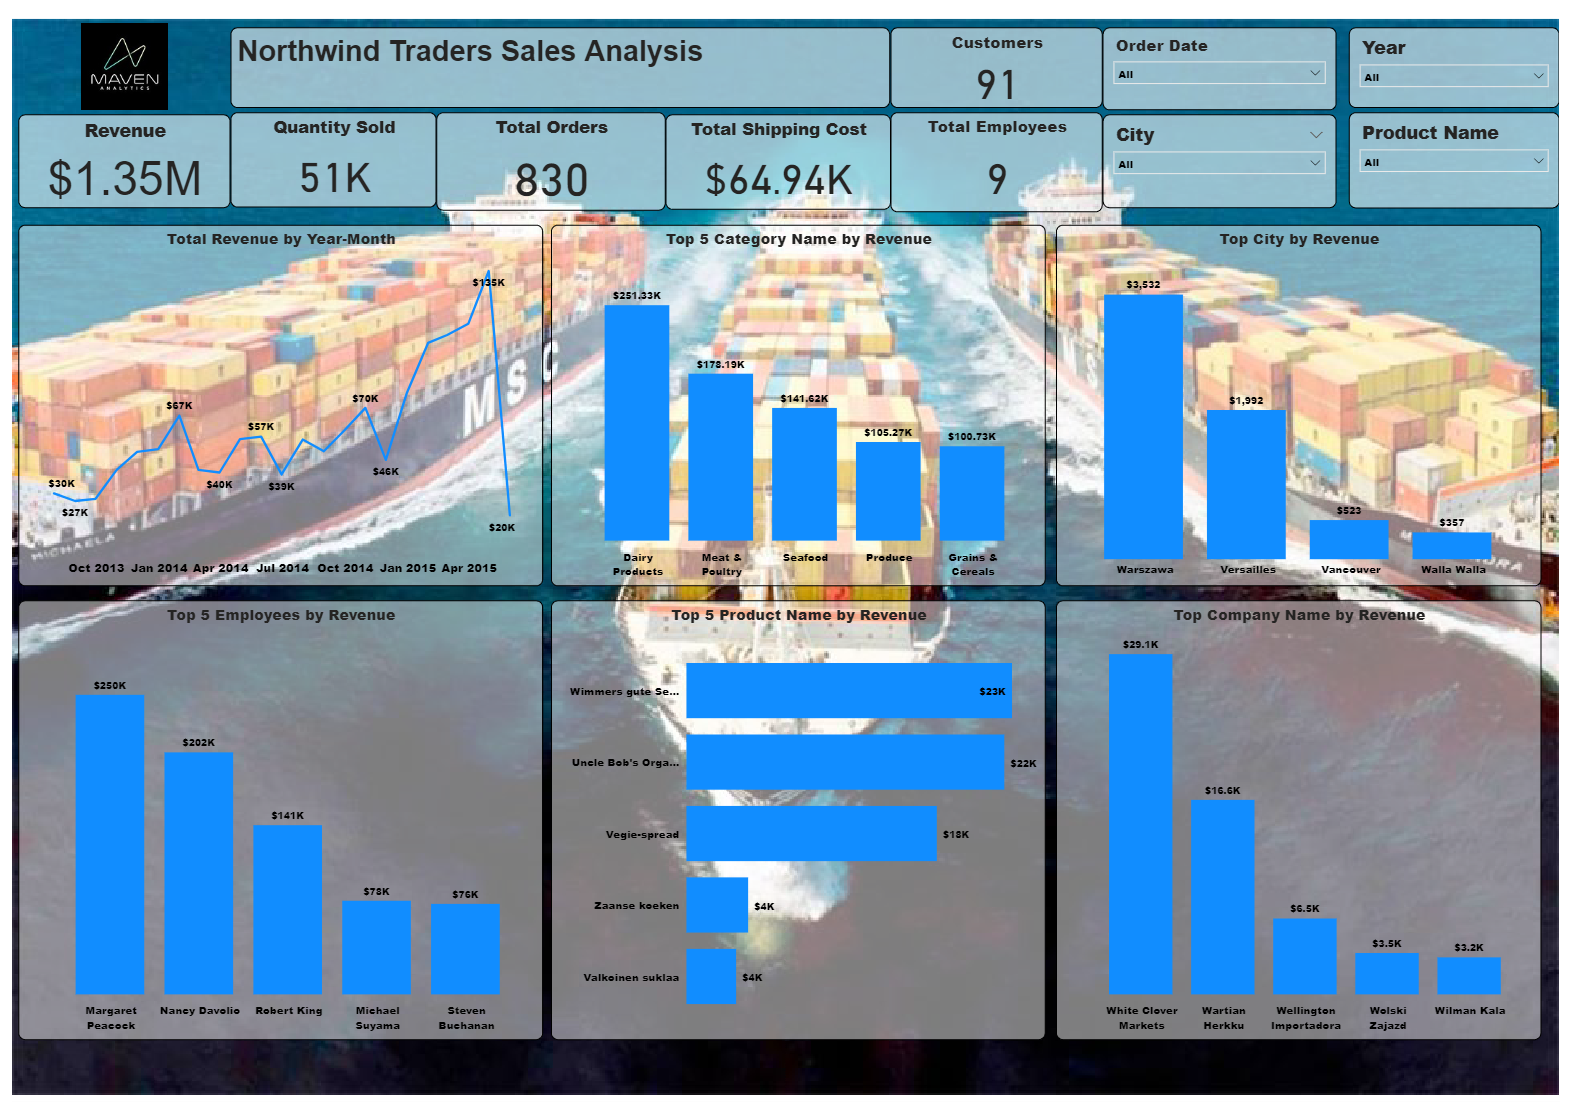 MAVEN
ANALYTICS
Northwind Traders Sales Analysis
Customers
91
Order Date
All
Year
All
Revenue
$1.35M
Quantity Sold
51K
Total Orders
830
Total Shipping Cost
$64.94K
Total Employees
9
City
All
Product Name
All
Total Revenue by Year-Month
$135K
$67K
$70K
$57K
$46K
$40K
$39K
$30K
$27K
$20K
MSC
MICHAELA
Oct 2013 Jan 2014 Apr 2014 Jul 2014 Oct 2014 Jan 2015 Apr 2015
Top 5 Category Name by Revenue
$251.33K
$178.19K
$141.62K
$105.27K
$100.73K
Dairy Products
Meat & Poultry
Seafood
Produce
Grains & Cereals
Top City by Revenue
$3,532
$1,992
$523
$357
Warszawa
Versailles
Vancouver
Walla Walla
Top 5 Employees by Revenue
$250K
$202K
$141K
$78K
$76K
Margaret Peacock
Nancy Davolio
Robert King
Michael Suyama
Steven Buchanan
Top 5 Product Name by Revenue
Wimmers gute Se...
$23K
Uncle Bob's Orga...
$22K
Vegie-spread
$18K
Zaanse koeken
$4K
Valkoinen suklaa
$4K
Top Company Name by Revenue
$29.1K
$16.6K
$6.5K
$3.5K
$3.2K
White Clover Markets
Wartian Herkku
Wellington Importadora
Wolski Zajazd
Wilman Kala